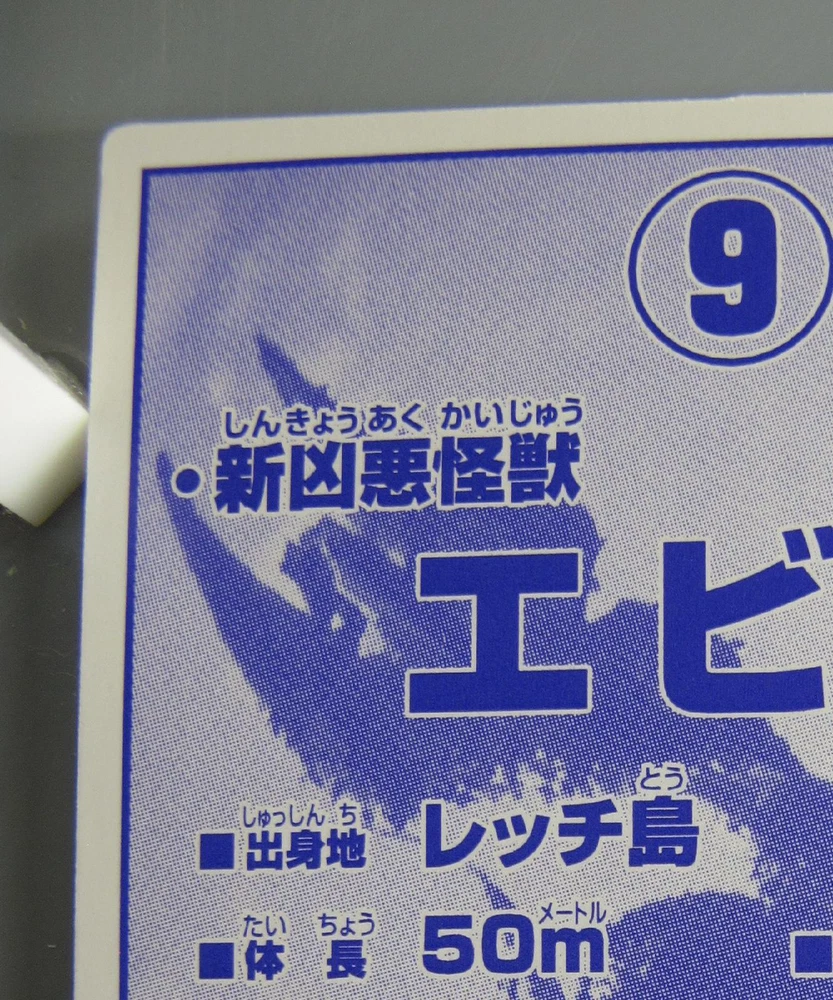 9
しんきょうあく かいじゅう
•新凶悪怪獣
エビ
しゅっしん ち とう
■出身地 レッチ島
たい ちょう メートル
■体 長 50m ■